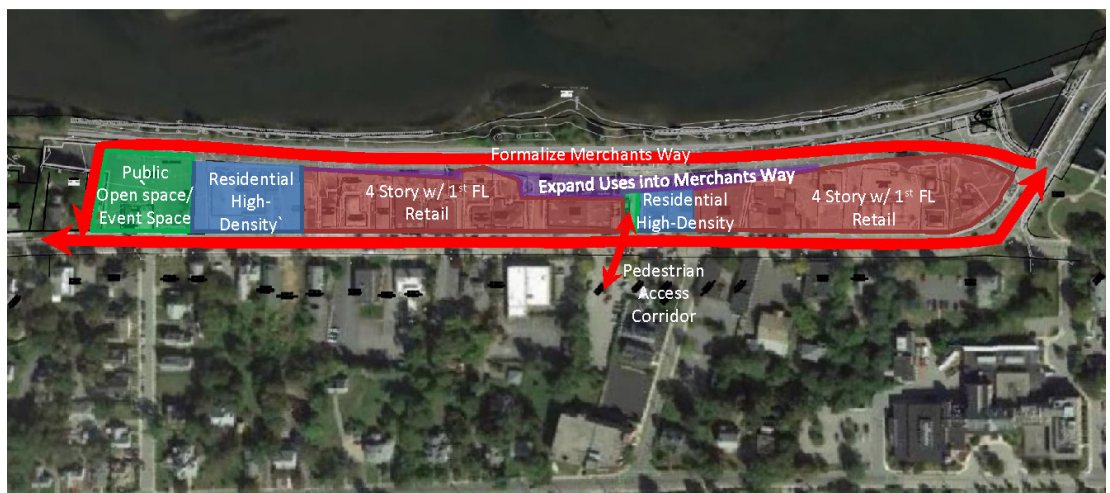 Formalize Merchants Way
Public
Open space/
Event Space
Residential
High-
Density`
4 Story w/ 1st FL
Retail
Expand Uses into Merchants Way
Residential
High-Density
4 Story w/ 1st FL
Retail
Pedestrian
Access
Corridor